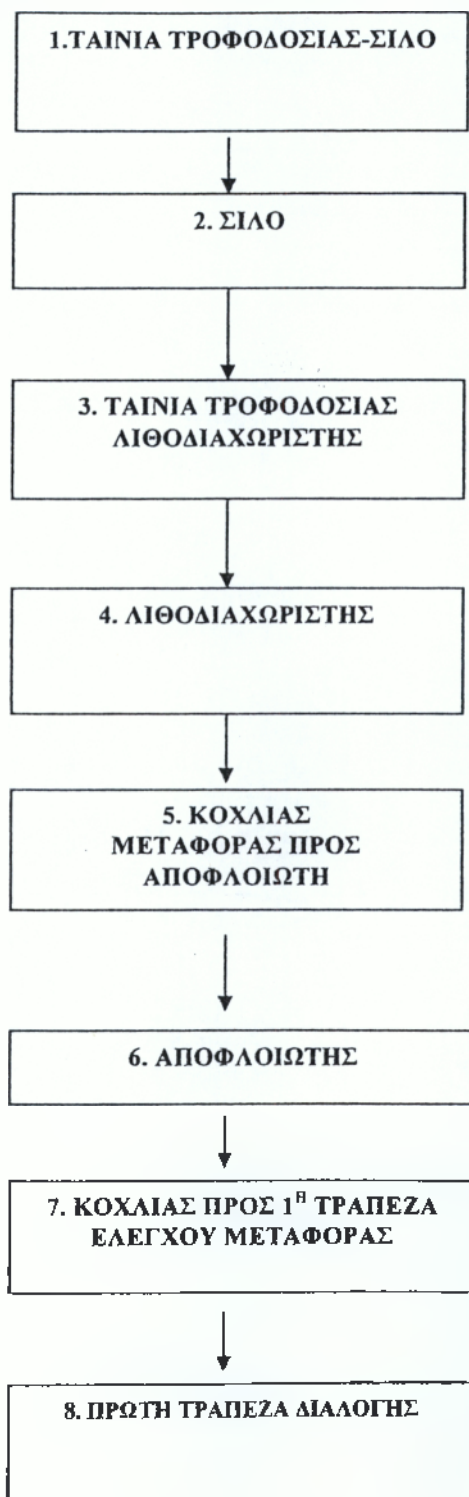 1.ΤΑΙΝΙΑ ΤΡΟΦΟΔΟΣΙΑΣ-ΣΙΛΟ
2. ΣΙΛΟ
3. ΤΑΙΝΙΑ ΤΡΟΦΟΔΟΣΙΑΣ
ΛΙΘΟΔΙΑΧΩΡΙΣΤΗΣ
4. ΛΙΘΟΔΙΑΧΩΡΙΣΤΗΣ
5. ΚΟΧΛΙΑΣ
ΜΕΤΑΦΟΡΑΣ ΠΡΟΣ
ΑΠΟΦΛΟΙΩΤΗ
6. ΑΠΟΦΛΟΙΩΤΗΣ
7. ΚΟΧΛΙΑΣ ΠΡΟΣ 1ᴴ ΤΡΑΠΕΖΑ
ΕΛΕΓΧΟΥ ΜΕΤΑΦΟΡΑΣ
8. ΠΡΩΤΗ ΤΡΑΠΕΖΑ ΔΙΑΛΟΓΗΣ